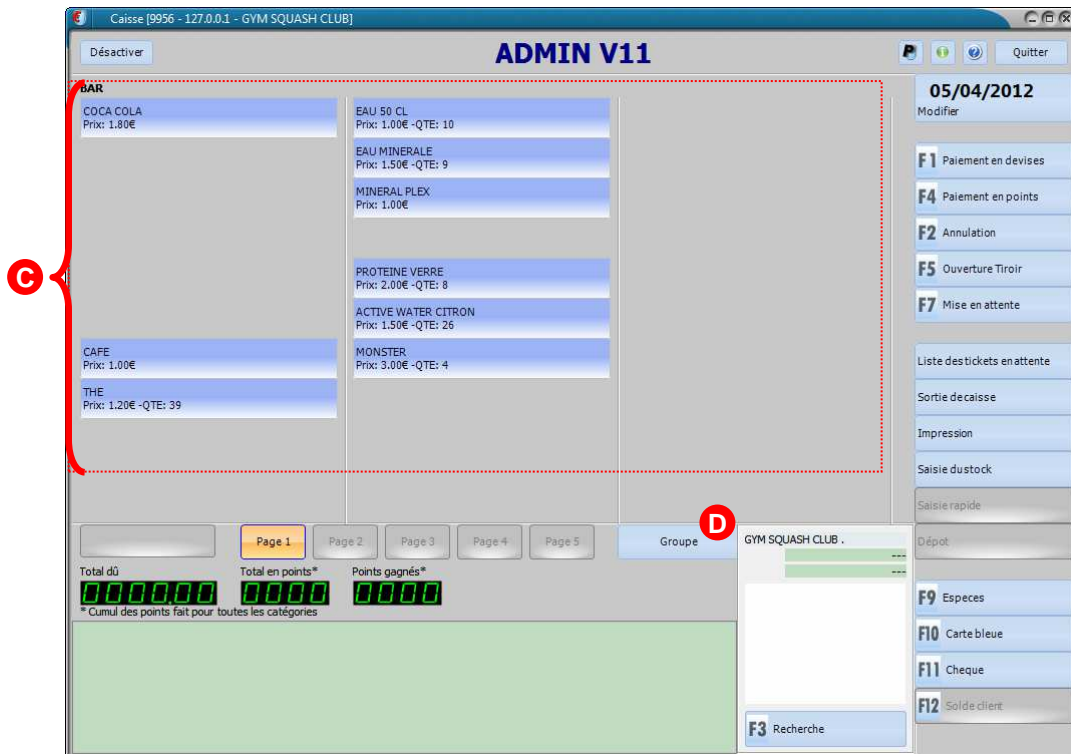 Caisse [9956 - 127.0.0.1 - GYM SQUASH CLUB]
Désactiver
ADMIN V11
Quitter
BAR
COCA COLA
Prix: 1.80€
CAFE
Prix: 1.00€
THE
Prix: 1.20€ -QTE: 39
EAU 50 CL
Prix: 1.00€ -QTE: 10
EAU MINERALE
Prix: 1.50€ -QTE: 9
MINERAL PLEX
Prix: 1.00€
PROTEINE VERRE
Prix: 2.00€ -QTE: 8
ACTIVE WATER CITRON
Prix: 1.50€ -QTE: 26
MONSTER
Prix: 3.00€ -QTE: 4
C
05/04/2012
Modifier
F1 Paiement en devises
F4 Paiement en points
F2 Annulation
F5 Ouverture Tiroir
F7 Mise en attente
Liste des tickets en attente
Sortie de caisse
Impression
Saisie du stock
Saisie rapide
Dépot
F9 Especes
F10 Carte bleue
F11 Cheque
F12 Solde client
Page 1
Page 2
Page 3
Page 4
Page 5
Groupe
D
Total dû
Total en points*
Points gagnés*
0000.00
0000
0000
* Cumul des points fait pour toutes les catégories
GYM SQUASH CLUB .
---
---
F3 Recherche